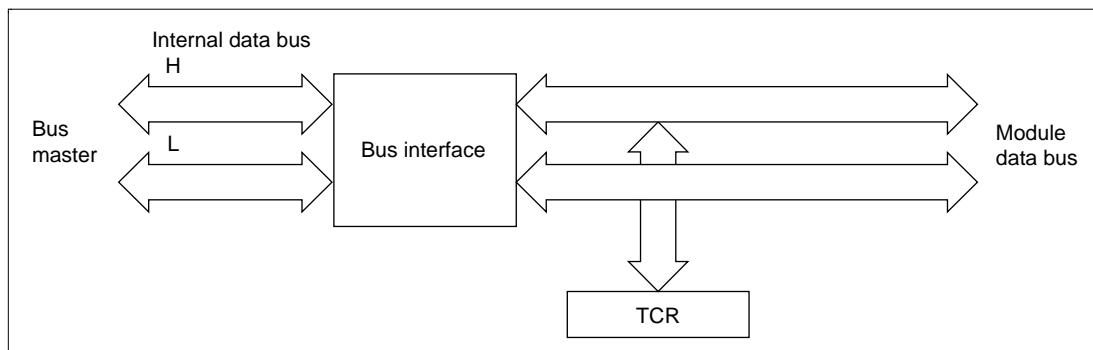 Internal data bus
H
Bus
master
L
Bus interface
Module
data bus
TCR